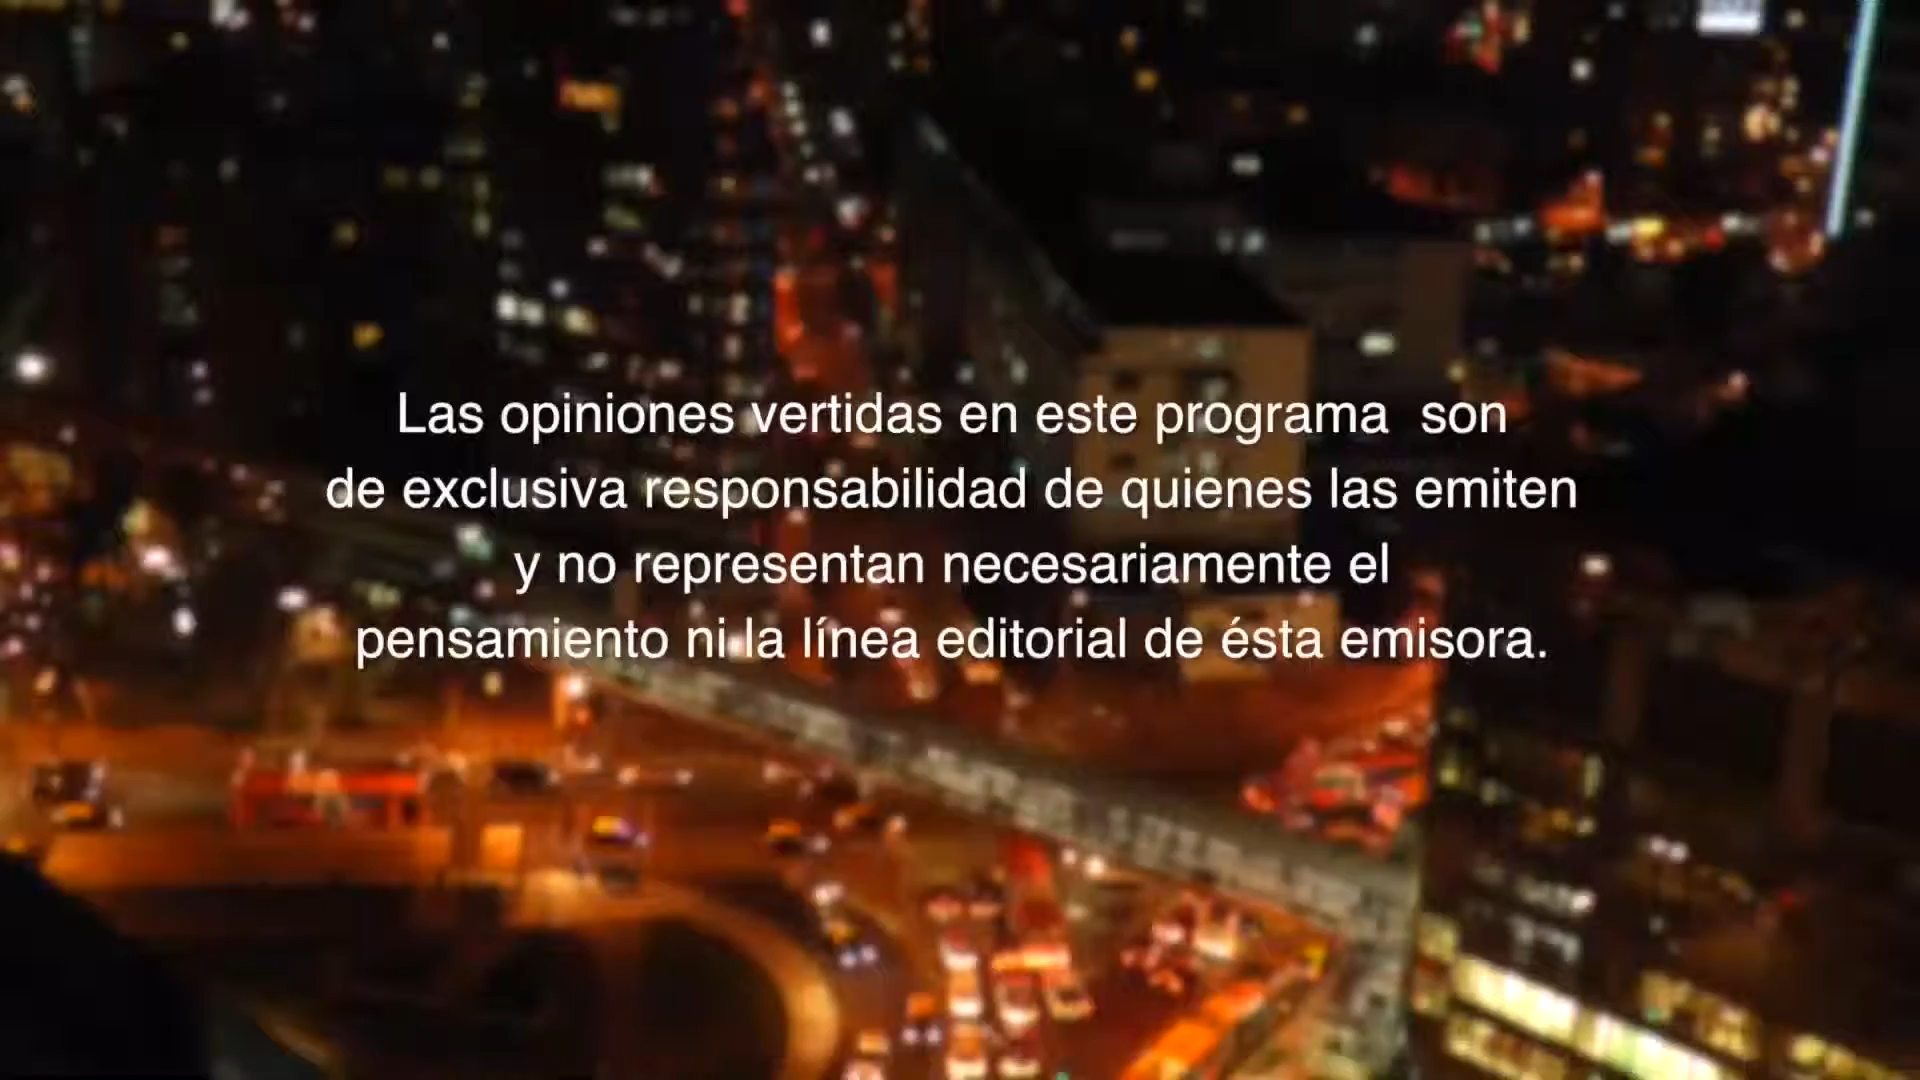 Las opiniones vertidas en este programa  son
de exclusiva responsabilidad de quienes las emiten
y no representan necesariamente el
pensamiento ni la línea editorial de ésta emisora.